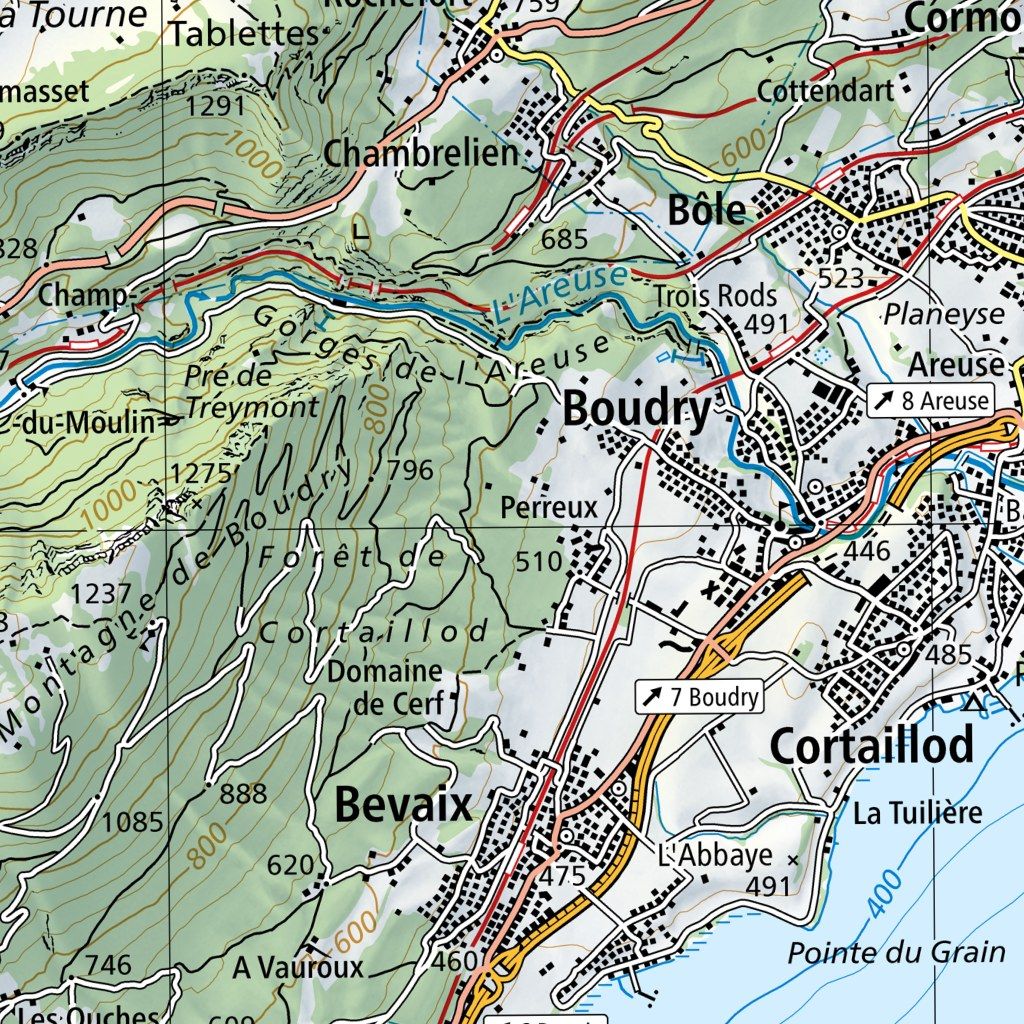 a Tourne
Tablettes
759
Cormo
masset
1291
1000
Cottendart
Chambrelien
600
Bôle
328
685
523
Champ-
L'Areuse
Trois Rods
491
Planeyse
Gorges de l'Areuse
Areuse
Pré de
Treymont
800
Boudry
8 Areuse
-du-Moulin
1275
796
1000
Perreux
B
446
510
1237
Forêt de
Cortaillod
Montagne de Boudry
485
Domaine
de Cerf
7 Boudry
Cortaillod
888
Bevaix
1085
La Tuilière
800
620
475
L'Abbaye
491
400
600
Pointe du Grain
746
A Vauroux
460
Les Ouches